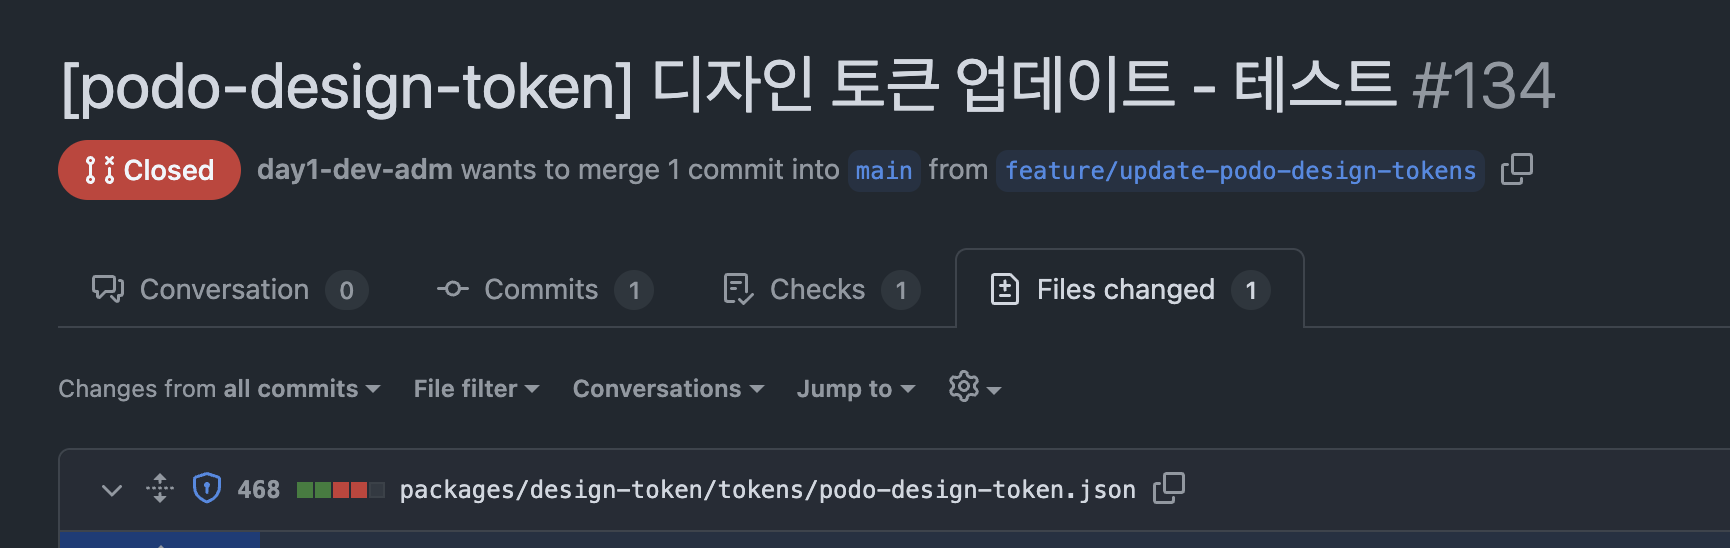 [podo-design-token] 디자인 토큰 업데이트 - 테스트 #134
Closed day1-dev-adm wants to merge 1 commit into main from feature/update-podo-design-tokens
Conversation 0 Commits 1 Checks 1 Files changed 1
Changes from all commits File filter Conversations Jump to
468 packages/design-token/tokens/podo-design-token.json